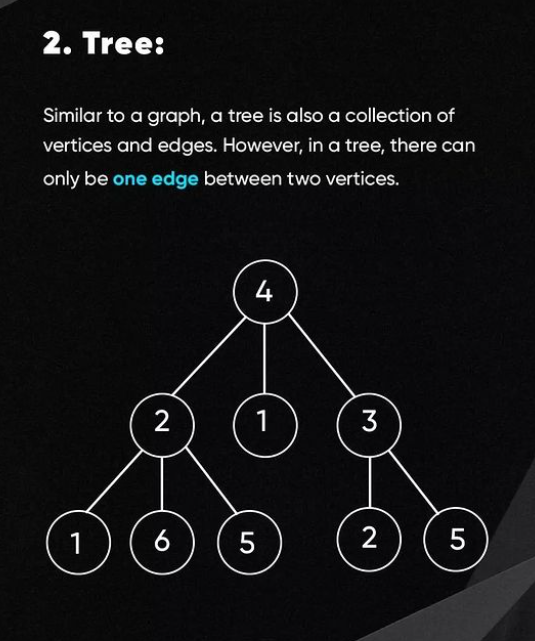 2. Tree:
Similar to a graph, a tree is also a collection of
vertices and edges. However, in a tree, there can
only be one edge between two vertices.
4
2 1 3
1 6 5 2 5